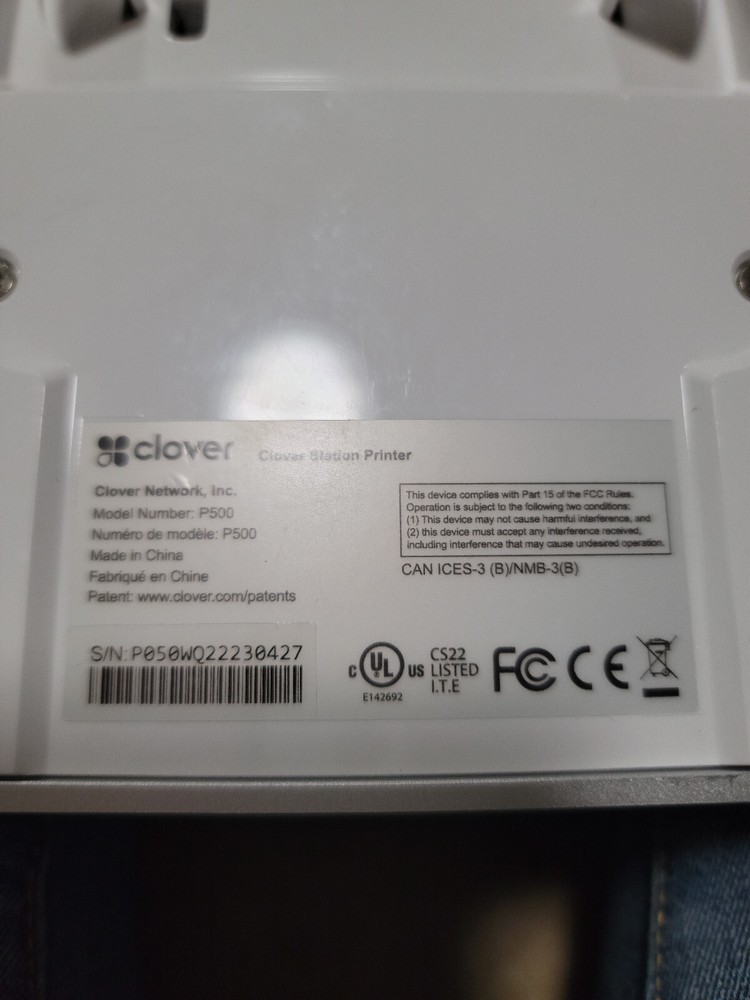 clover Clover Station Printer
Clover Network, Inc.
Model Number: P500
Numéro de modèle: P500
Made in China
Fabriqué en Chine
Patent: www.clover.com/patents
This device complies with Part 15 of the FCC Rules.
Operation is subject to the following two conditions:
(1) This device may not cause harmful interference, and
(2) this device must accept any interference received,
including interference that may cause undesired operation.
CAN ICES-3 (B)/NMB-3(B)
S/N: P050WQ22230427
C UL US
E142692
CS22
LISTED
I.T.E
FC CE